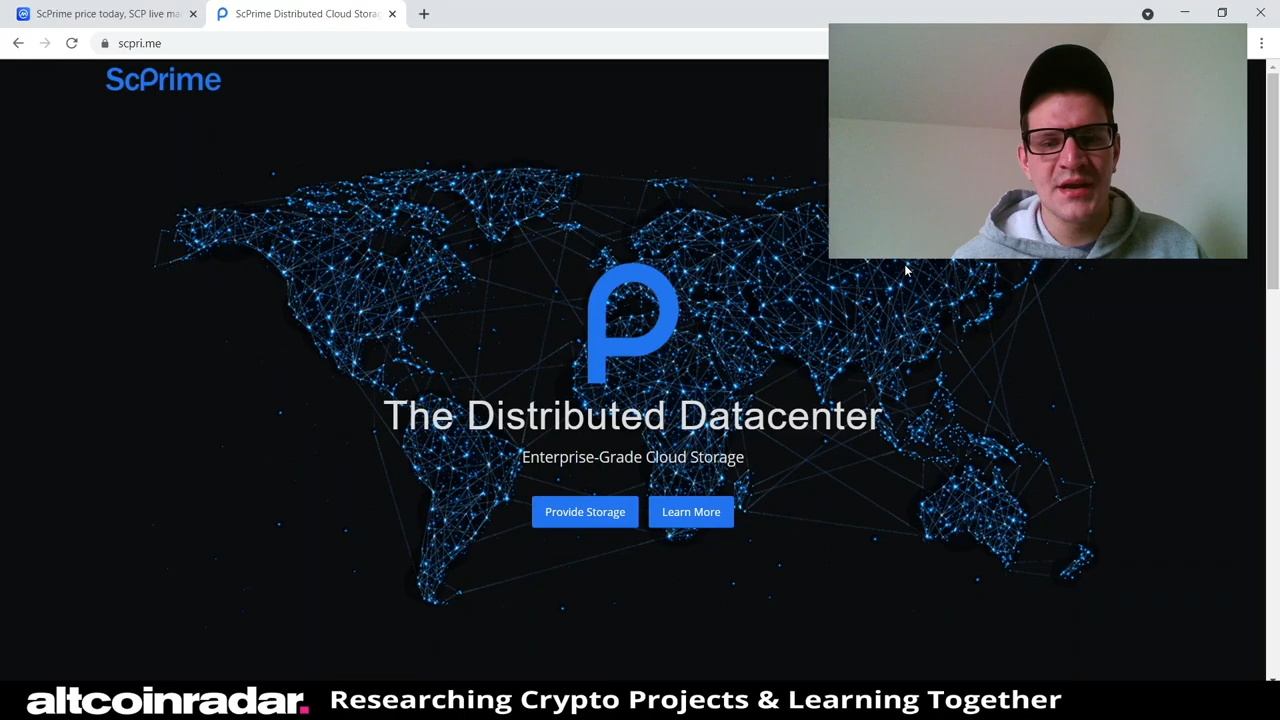 ScPrime price today, SCP live ma
ScPrime Distributed Cloud Storag
scpri.me
ScPrime
The Distributed Datacenter
Enterprise-Grade Cloud Storage
Provide Storage
Learn More
altcoinradar. Researching Crypto Projects & Learning Together